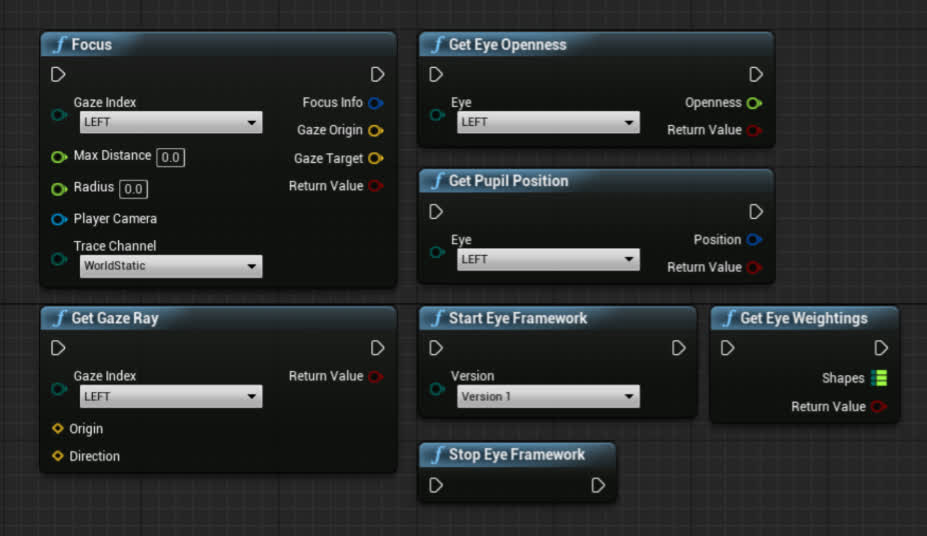 f Focus
Gaze Index
LEFT
Focus Info
Gaze Origin
Max Distance 0.0
Gaze Target
Radius 0.0
Return Value
Player Camera
Trace Channel
WorldStatic
f Get Eye Openness
Eye
LEFT
Openness
Return Value
f Get Pupil Position
Eye
LEFT
Position
Return Value
f Get Gaze Ray
Gaze Index
LEFT
Return Value
Origin
Direction
f Start Eye Framework
Version
Version 1
f Get Eye Weightings
Shapes
Return Value
f Stop Eye Framework